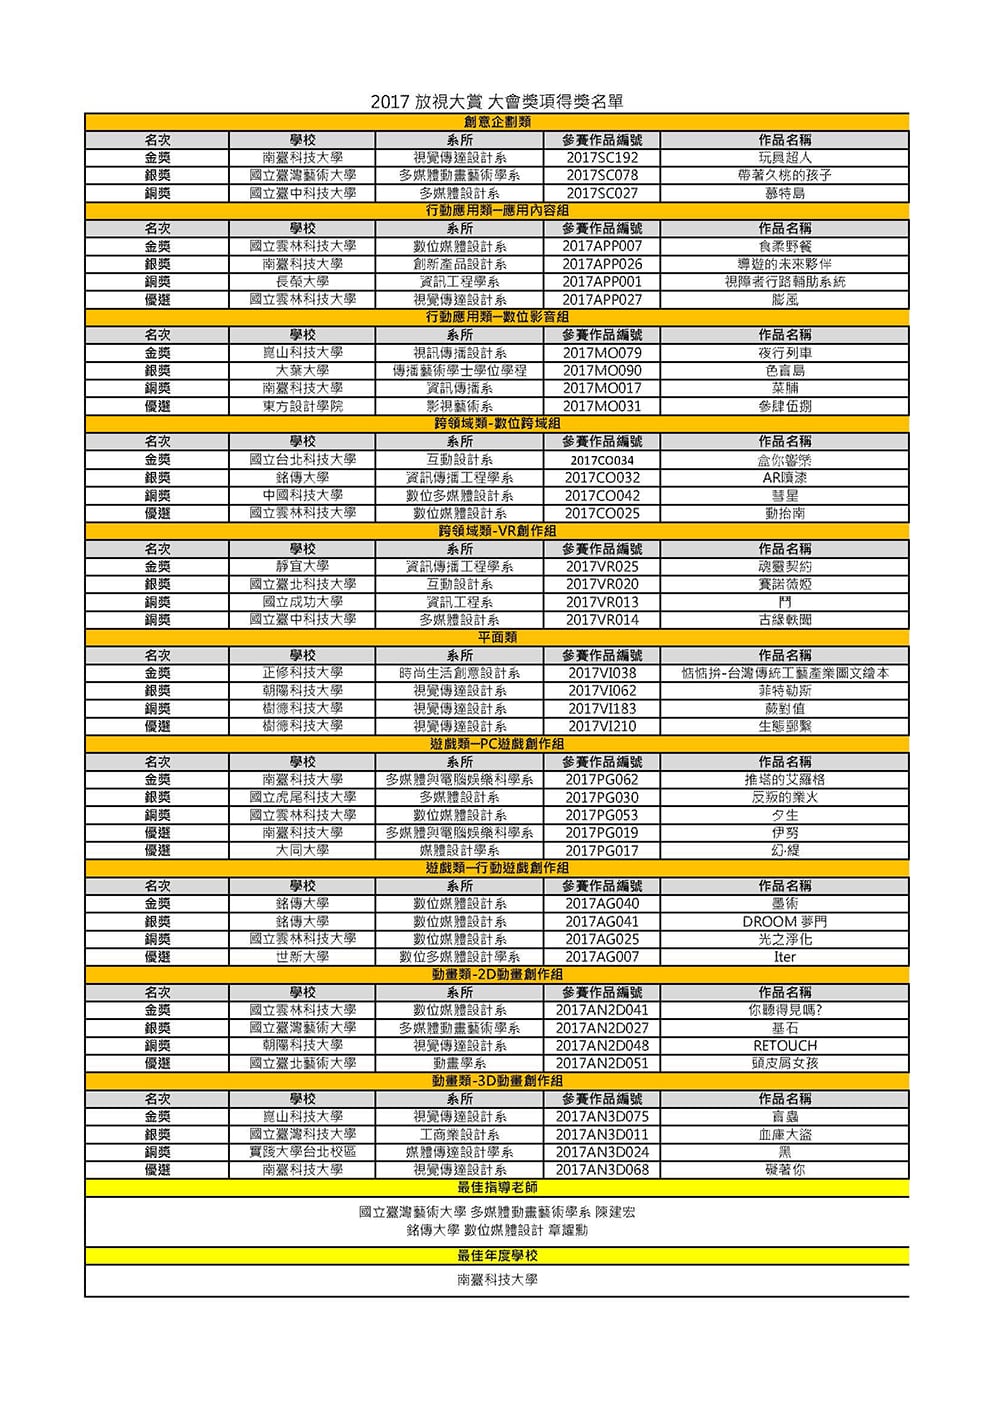 2017 放視大賞 大會獎項得獎名單
創意企劃類
名次 學校 系所 參賽作品編號 作品名稱
金獎 南臺科技大學 視覺傳達設計系 2017SC192 玩具超人
銀獎 國立臺灣藝術大學 多媒體動畫藝術學系 2017SC078 帶著久桃的孩子
銅獎 國立臺中科技大學 多媒體設計系 2017SC027 慕特島
行動應用類─應用內容組
名次 學校 系所 參賽作品編號 作品名稱
金獎 國立雲林科技大學 數位媒體設計系 2017APP007 食柔野餐
銀獎 南臺科技大學 創新產品設計系 2017APP026 導遊的未來夥伴
銅獎 長榮大學 資訊工程學系 2017APP001 視障者行路輔助系統
優選 國立雲林科技大學 視覺傳達設計系 2017APP027 膨風
行動應用類─數位影音組
名次 學校 系所 參賽作品編號 作品名稱
金獎 崑山科技大學 視訊傳播設計系 2017MO079 夜行列車
銀獎 大葉大學 傳播藝術學士學位學程 2017MO090 色盲島
銅獎 南臺科技大學 資訊傳播系 2017MO017 菜脯
優選 東方設計學院 影視藝術系 2017MO031 參肆伍捌
跨領域類-數位跨域組
名次 學校 系所 參賽作品編號 作品名稱
金獎 國立台北科技大學 互動設計系 2017CO034 盒你響樂
銀獎 銘傳大學 資訊傳播工程學系 2017CO032 AR噴漆
銅獎 中國科技大學 數位多媒體設計系 2017CO042 彗星
優選 國立雲林科技大學 數位媒體設計系 2017CO025 動抬南
跨領域類-VR創作組
名次 學校 系所 參賽作品編號 作品名稱
金獎 靜宜大學 資訊傳播工程學系 2017VR025 魂靈契約
銀獎 國立臺北科技大學 互動設計系 2017VR020 賽諾薇婭
銅獎 國立成功大學 資訊工程系 2017VR013 鬥
銅獎 國立臺中科技大學 多媒體設計系 2017VR014 古緣軼聞
平面類
名次 學校 系所 參賽作品編號 作品名稱
金獎 正修科技大學 時尚生活創意設計系 2017VI038 惦惦拚-台灣傳統工藝產業圖文繪本
銀獎 朝陽科技大學 視覺傳達設計系 2017VI062 菲特勒斯
銅獎 樹德科技大學 視覺傳達設計系 2017VI183 蕨對值
優選 樹德科技大學 視覺傳達設計系 2017VI210 生態郵繫
遊戲類─PC遊戲創作組
名次 學校 系所 參賽作品編號 作品名稱
金獎 南臺科技大學 多媒體與電腦娛樂科學系 2017PG062 推塔的艾羅格
銀獎 國立虎尾科技大學 多媒體設計系 2017PG030 反叛的業火
銅獎 國立雲林科技大學 數位媒體設計系 2017PG053 夕生
優選 南臺科技大學 多媒體與電腦娛樂科學系 2017PG019 伊努
優選 大同大學 媒體設計學系 2017PG017 幻·緹
遊戲類─行動遊戲創作組
名次 學校 系所 參賽作品編號 作品名稱
金獎 銘傳大學 數位媒體設計系 2017AG040 墨術
銀獎 銘傳大學 數位媒體設計系 2017AG041 DROOM 夢門
銅獎 國立雲林科技大學 數位媒體設計系 2017AG025 光之淨化
優選 世新大學 數位多媒體設計學系 2017AG007 Iter
動畫類-2D動畫創作組
名次 學校 系所 參賽作品編號 作品名稱
金獎 國立雲林科技大學 數位媒體設計系 2017AN2D041 你聽得見嗎?
銀獎 國立臺灣藝術大學 多媒體動畫藝術學系 2017AN2D027 基石
銅獎 朝陽科技大學 視覺傳達設計系 2017AN2D048 RETOUCH
優選 國立臺北藝術大學 動畫學系 2017AN2D051 頭皮屑女孩
動畫類-3D動畫創作組
名次 學校 系所 參賽作品編號 作品名稱
金獎 崑山科技大學 視覺傳達設計系 2017AN3D075 盲蟲
銀獎 國立臺灣科技大學 工商業設計系 2017AN3D011 血庫大盜
銅獎 實踐大學台北校區 媒體傳達設計學系 2017AN3D024 黑
優選 南臺科技大學 視覺傳達設計系 2017AN3D068 礙著你
最佳指導老師
國立臺灣藝術大學 多媒體動畫藝術學系 陳建宏
銘傳大學 數位媒體設計 章耀勳
最佳年度學校
南臺科技大學